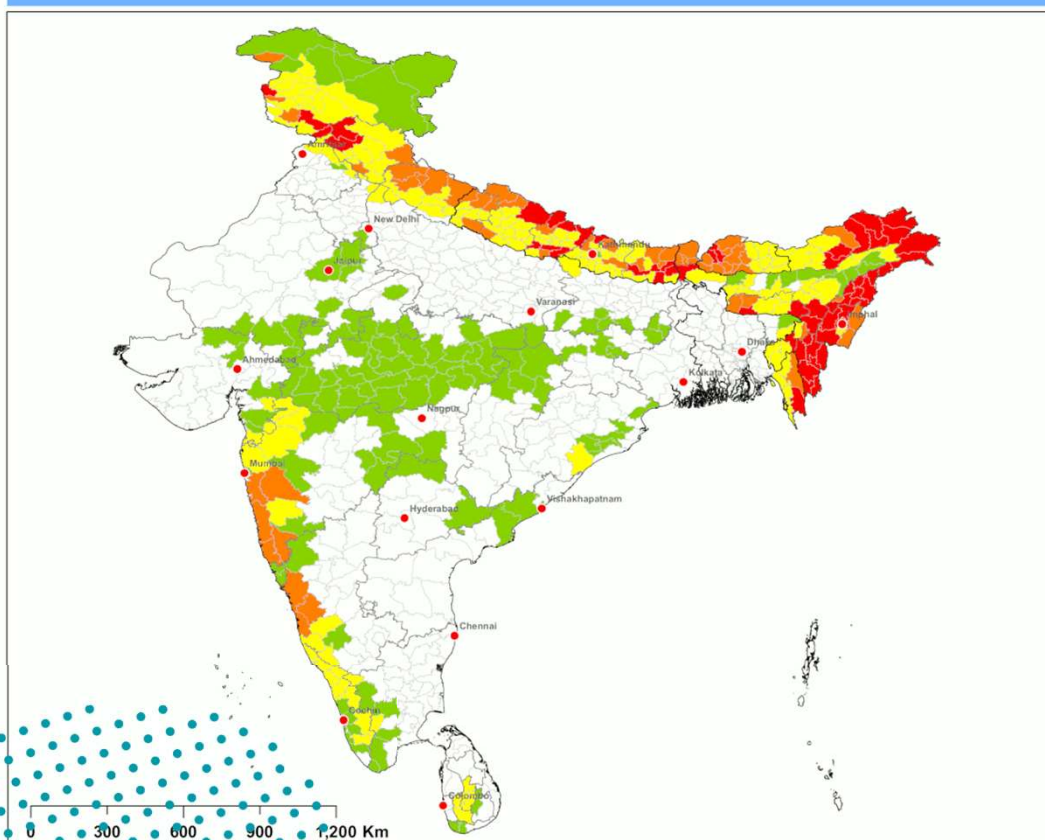 Amritsar
New Delhi
Jaipur
Kathmandu
Varanasi
Imphal
Dhaka
Ahmedabad
Kolkata
Nagpur
Mumbai
Vishakhapatnam
Hyderabad
Chennai
Cochin
Colombo
0 300 600 900 1,200 Km